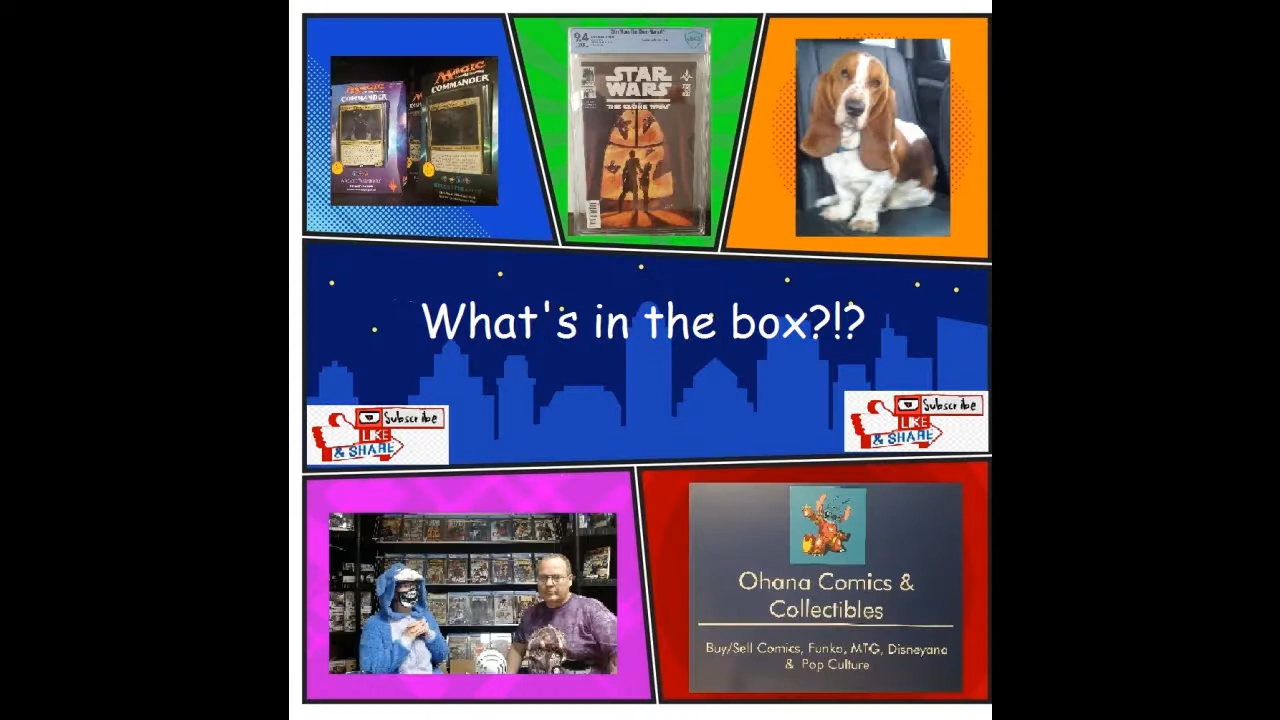 MAGIC
COMMANDER
MAGIC
COMMANDER
9.4
STAR
WARS
THE CLONE WARS
What's in the box?!?
Subscribe
LIKE
& SHARE
Subscribe
LIKE
& SHARE
Ohana Comics &
Collectibles
Buy/Sell Comics, Funko, MTG, Disneyana
& Pop Culture